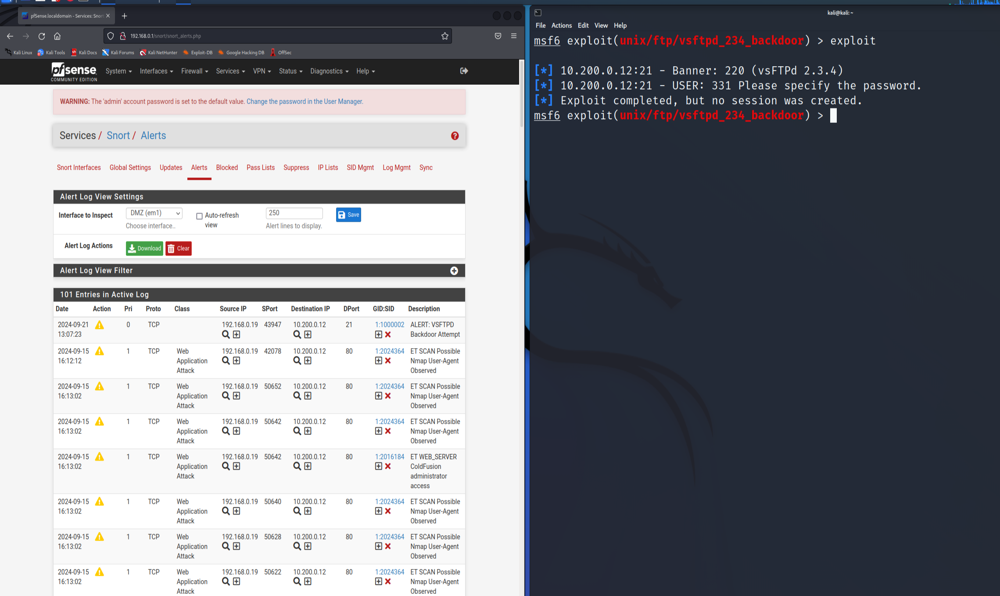 pfSense.localdomain - Services: Snort
192.168.0.1/snort/snort_alerts.php
Kali Linux Kali Tools Kali Docs Kali Forums Kali NetHunter Exploit-DB Google Hacking DB OffSec
pfsense
COMMUNITY EDITION
System Interfaces Firewall Services VPN Status Diagnostics Help
WARNING: The 'admin' account password is set to the default value. Change the password in the User Manager.
Services / Snort / Alerts
Snort Interfaces Global Settings Updates Alerts Blocked Pass Lists Suppress IP Lists SID Mgmt Log Mgmt Sync
Alert Log View Settings
Interface to Inspect DMZ (em1) Auto-refresh 250 Save
view
Choose interface.. Alert lines to display.
Alert Log Actions Download Clear
Alert Log View Filter
101 Entries in Active Log
Date Action Pri Proto Class Source IP SPort Destination IP DPort GID:SID Description
2024-09-21 0 TCP 192.168.0.19 43947 10.200.0.12 21 1:1000002 ALERT: VSFTPD
13:07:23 Backdoor Attempt
2024-09-15 1 TCP Web 192.168.0.19 42078 10.200.0.12 80 1:2024364 ET SCAN Possible
16:12:12 Application Nmap User-Agent
Attack Observed
2024-09-15 1 TCP Web 192.168.0.19 50652 10.200.0.12 80 1:2024364 ET SCAN Possible
16:13:02 Application Nmap User-Agent
Attack Observed
2024-09-15 1 TCP Web 192.168.0.19 50642 10.200.0.12 80 1:2024364 ET SCAN Possible
16:13:02 Application Nmap User-Agent
Attack Observed
2024-09-15 1 TCP Web 192.168.0.19 50642 10.200.0.12 80 1:2016184 ET WEB_SERVER
16:13:02 Application ColdFusion
Attack administrator
access
2024-09-15 1 TCP Web 192.168.0.19 50640 10.200.0.12 80 1:2024364 ET SCAN Possible
16:13:02 Application Nmap User-Agent
Attack Observed
2024-09-15 1 TCP Web 192.168.0.19 50628 10.200.0.12 80 1:2024364 ET SCAN Possible
16:13:02 Application Nmap User-Agent
Attack Observed
2024-09-15 1 TCP Web 192.168.0.19 50622 10.200.0.12 80 1:2024364 ET SCAN Possible
16:13:02 Application Nmap User-Agent
Attack Observed
kali@kali: ~
File Actions Edit View Help
msf6 exploit(unix/ftp/vsftpd_234_backdoor) > exploit
[*] 10.200.0.12:21 - Banner: 220 (vsFTPd 2.3.4)
[*] 10.200.0.12:21 - USER: 331 Please specify the password.
[*] Exploit completed, but no session was created.
msf6 exploit(unix/ftp/vsftpd_234_backdoor) >